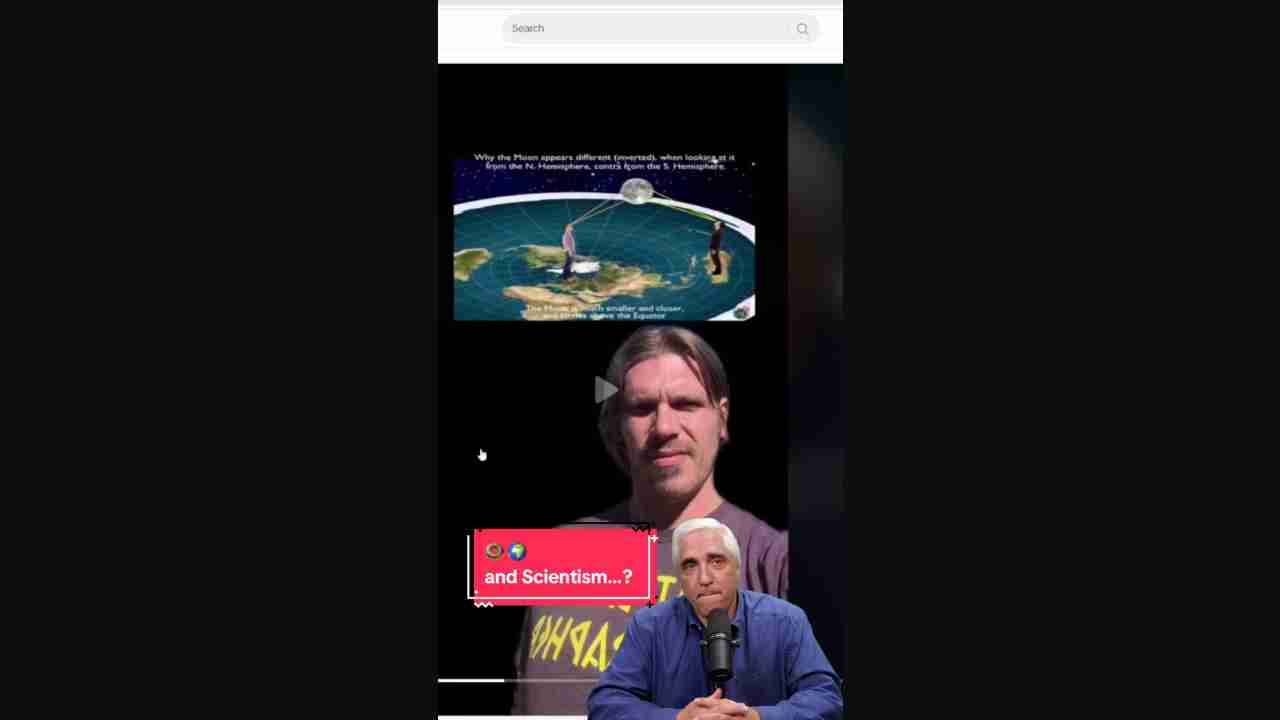 Search
Why the Moon appears different (inverted), when looking at it
from the N. Hemisphere, contra from the S. Hemisphere.
The Moon is much smaller and closer,
and circles above the Equator
and Scientism...?